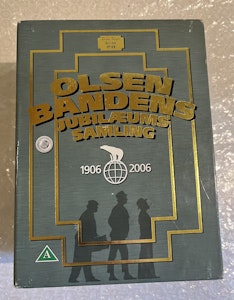 OLSEN
BANDENS
JUBILÆUMS
SAMLING
1906 2006
A